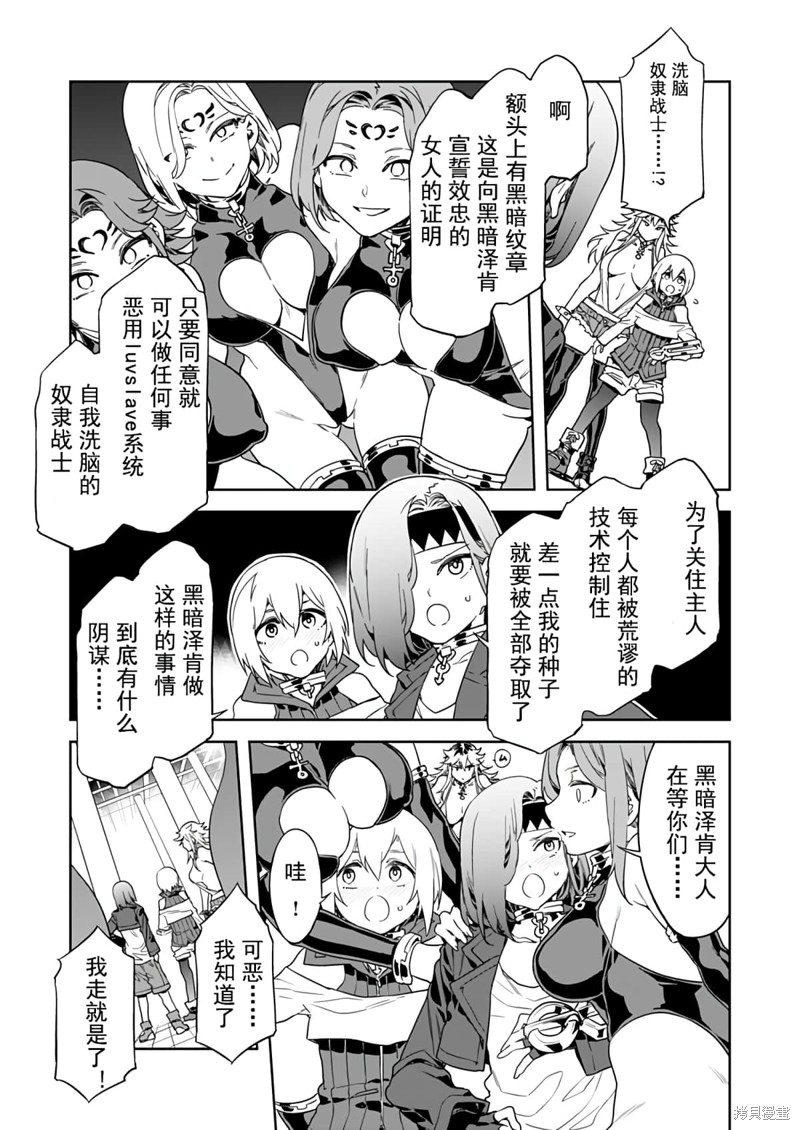 洗脑
奴隶战士……!?
啊
额头上有黑暗纹章
这是向黑暗泽肯
宣誓效忠的
女人的证明
只要同意就
可以做任何事
恶用luvslave系统
自我洗脑的
奴隶战士
为了关住主人
每个人都被荒谬的
技术控制住
差一点我的种子
就要被全部夺取了
黑暗泽肯做
这样的事情
到底有什么
阴谋……
黑暗泽肯大人
在等你们……
哇!
可恶……
我知道了
我走就是了!
拷贝漫畫